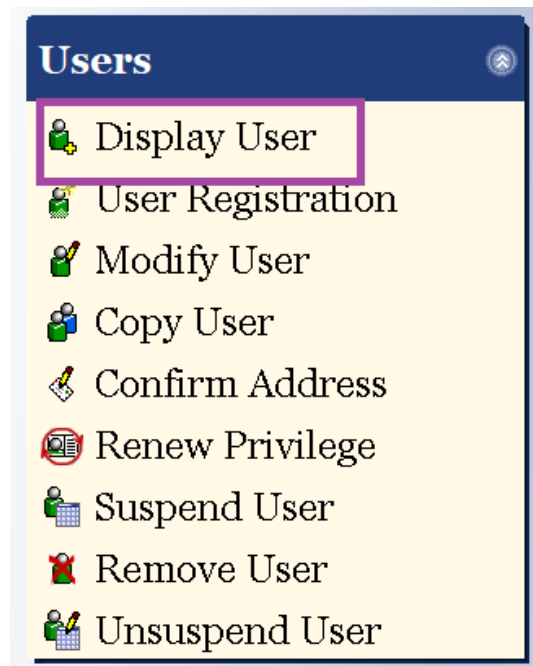 Users
Display User
User Registration
Modify User
Copy User
Confirm Address
Renew Privilege
Suspend User
Remove User
Unsuspend User